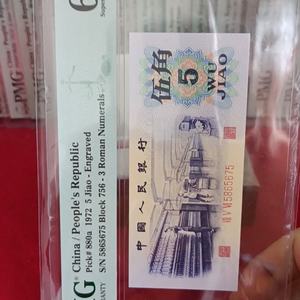 PMG
China / People's Republic
Pick# 880a 1972 5 Jiao - Engraved
S/N 5865675 Block 756 - 3 Roman Numerals
伍角
5
WU
JIAO
中国人民银行
5865675